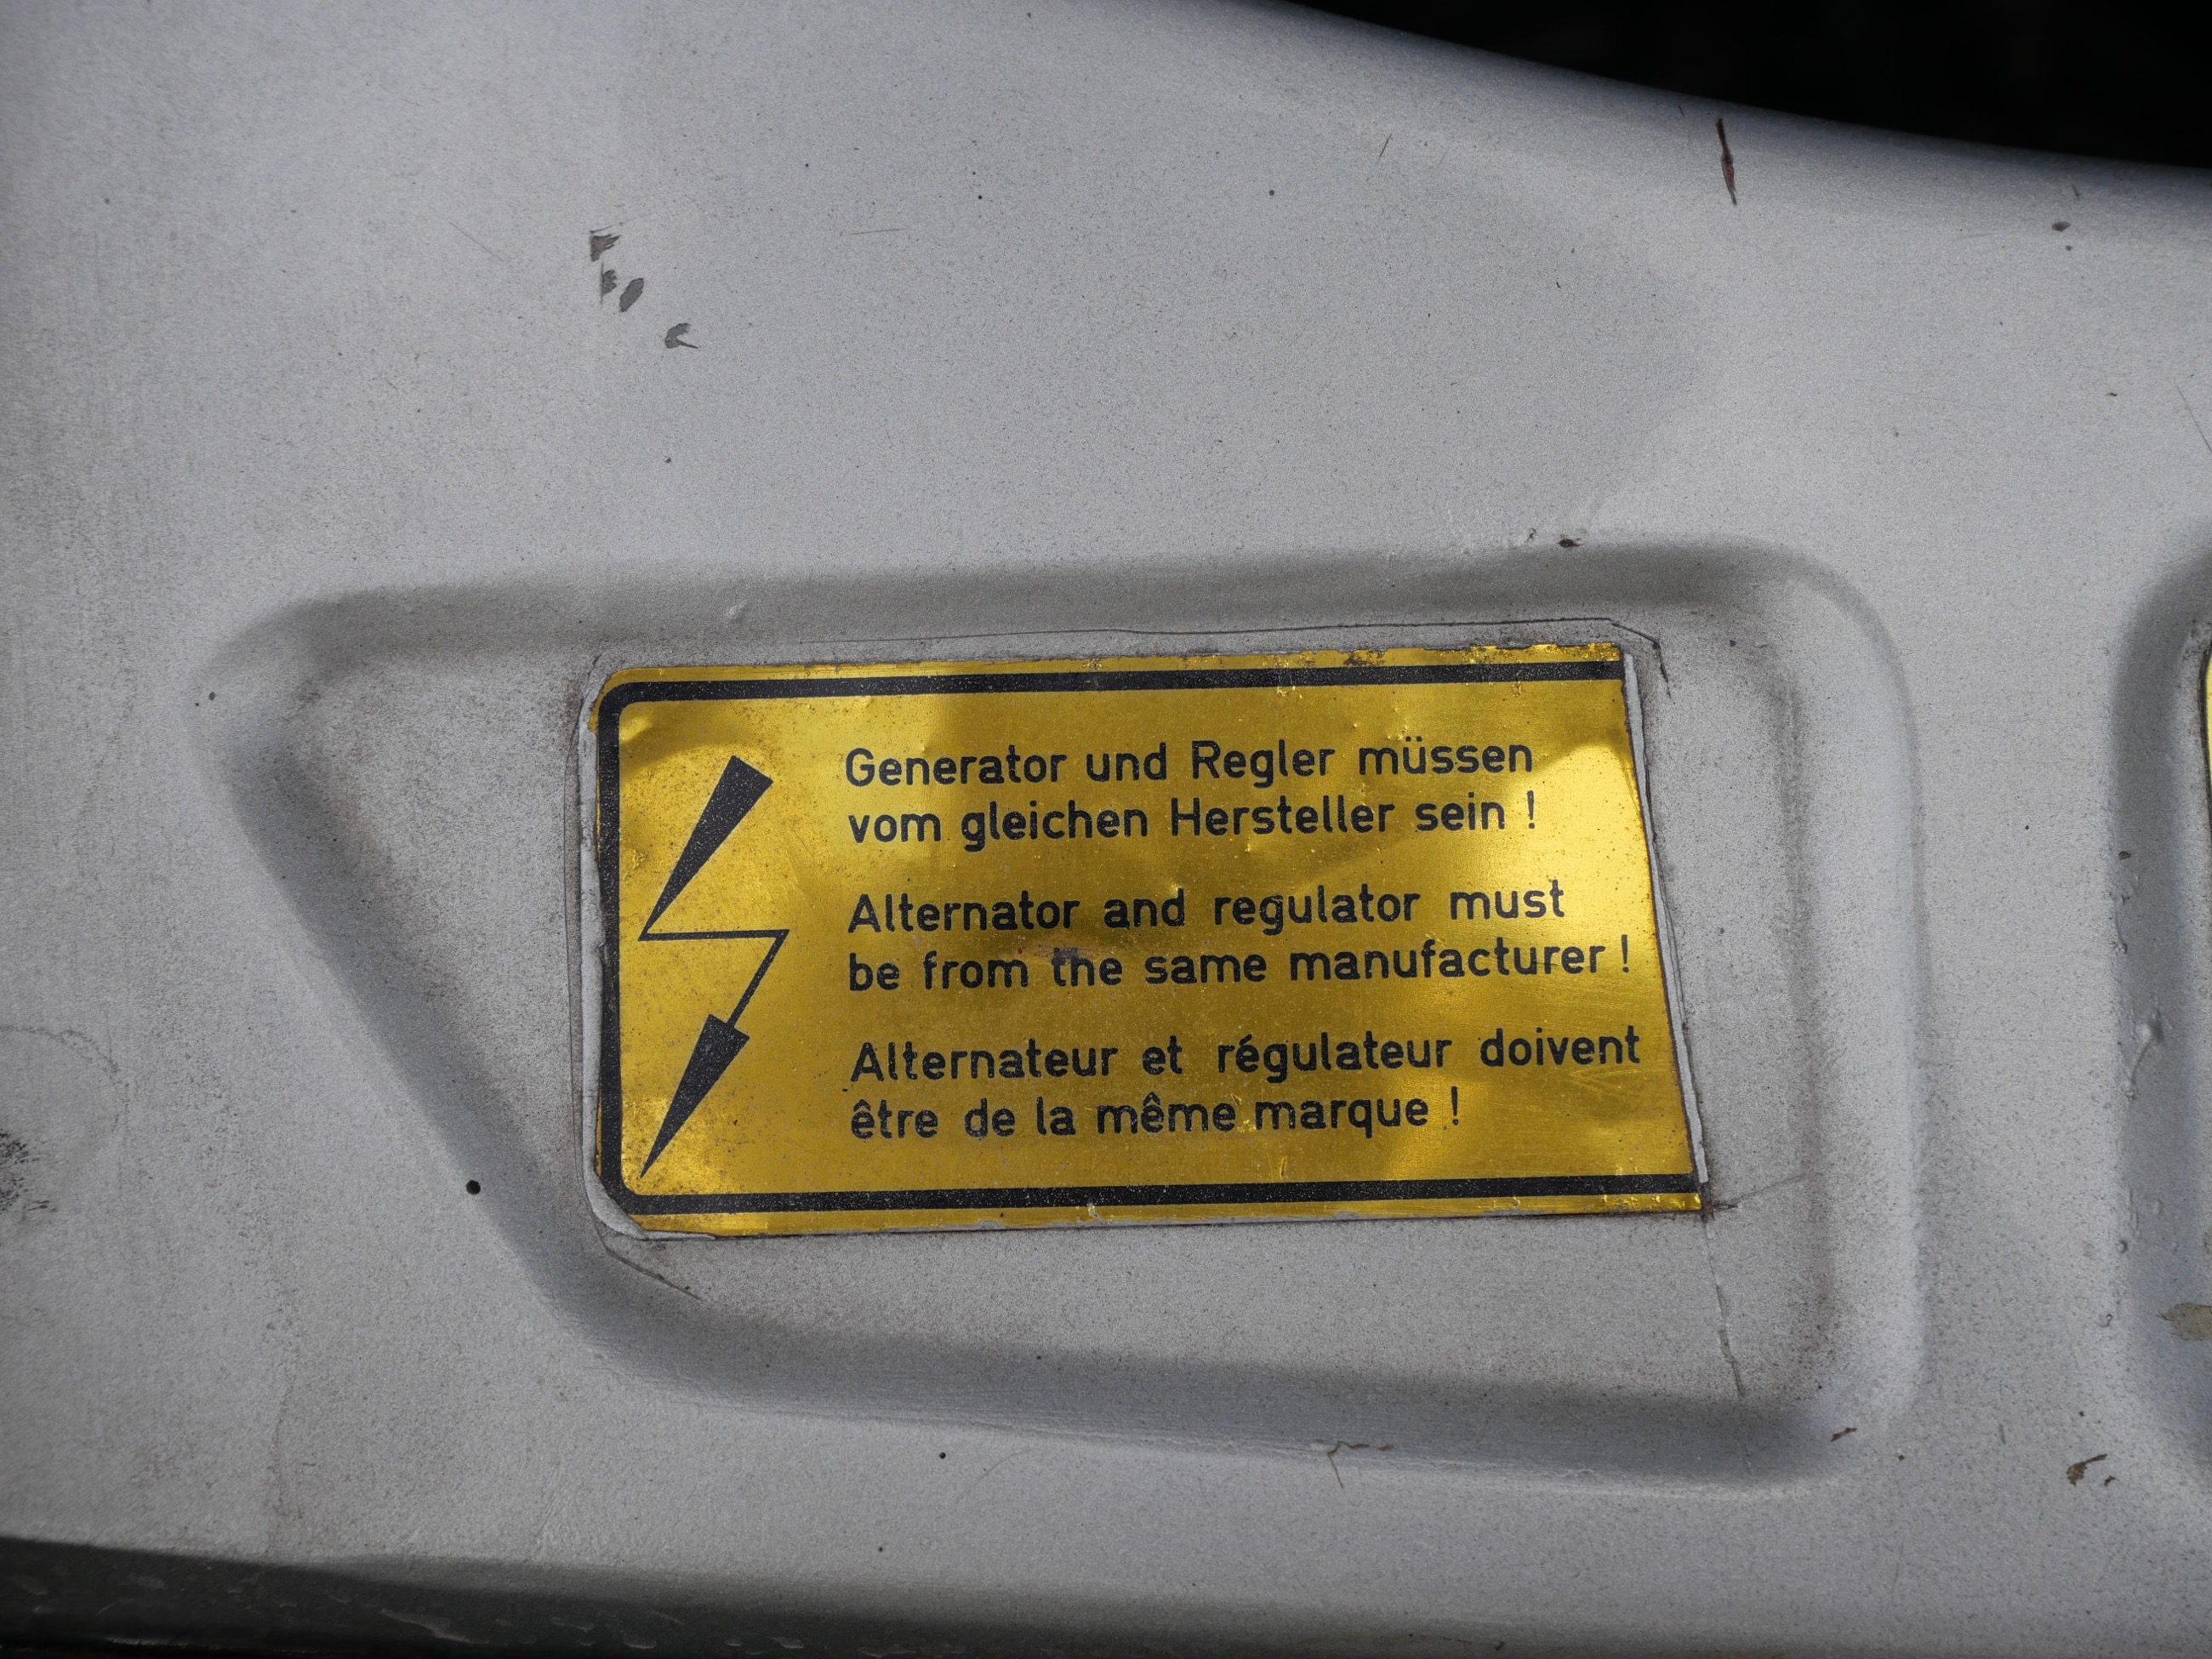 Generator und Regler müssen
vom gleichen Hersteller sein !
Alternator and regulator must
be from the same manufacturer !
Alternateur et régulateur doivent
être de la même marque !